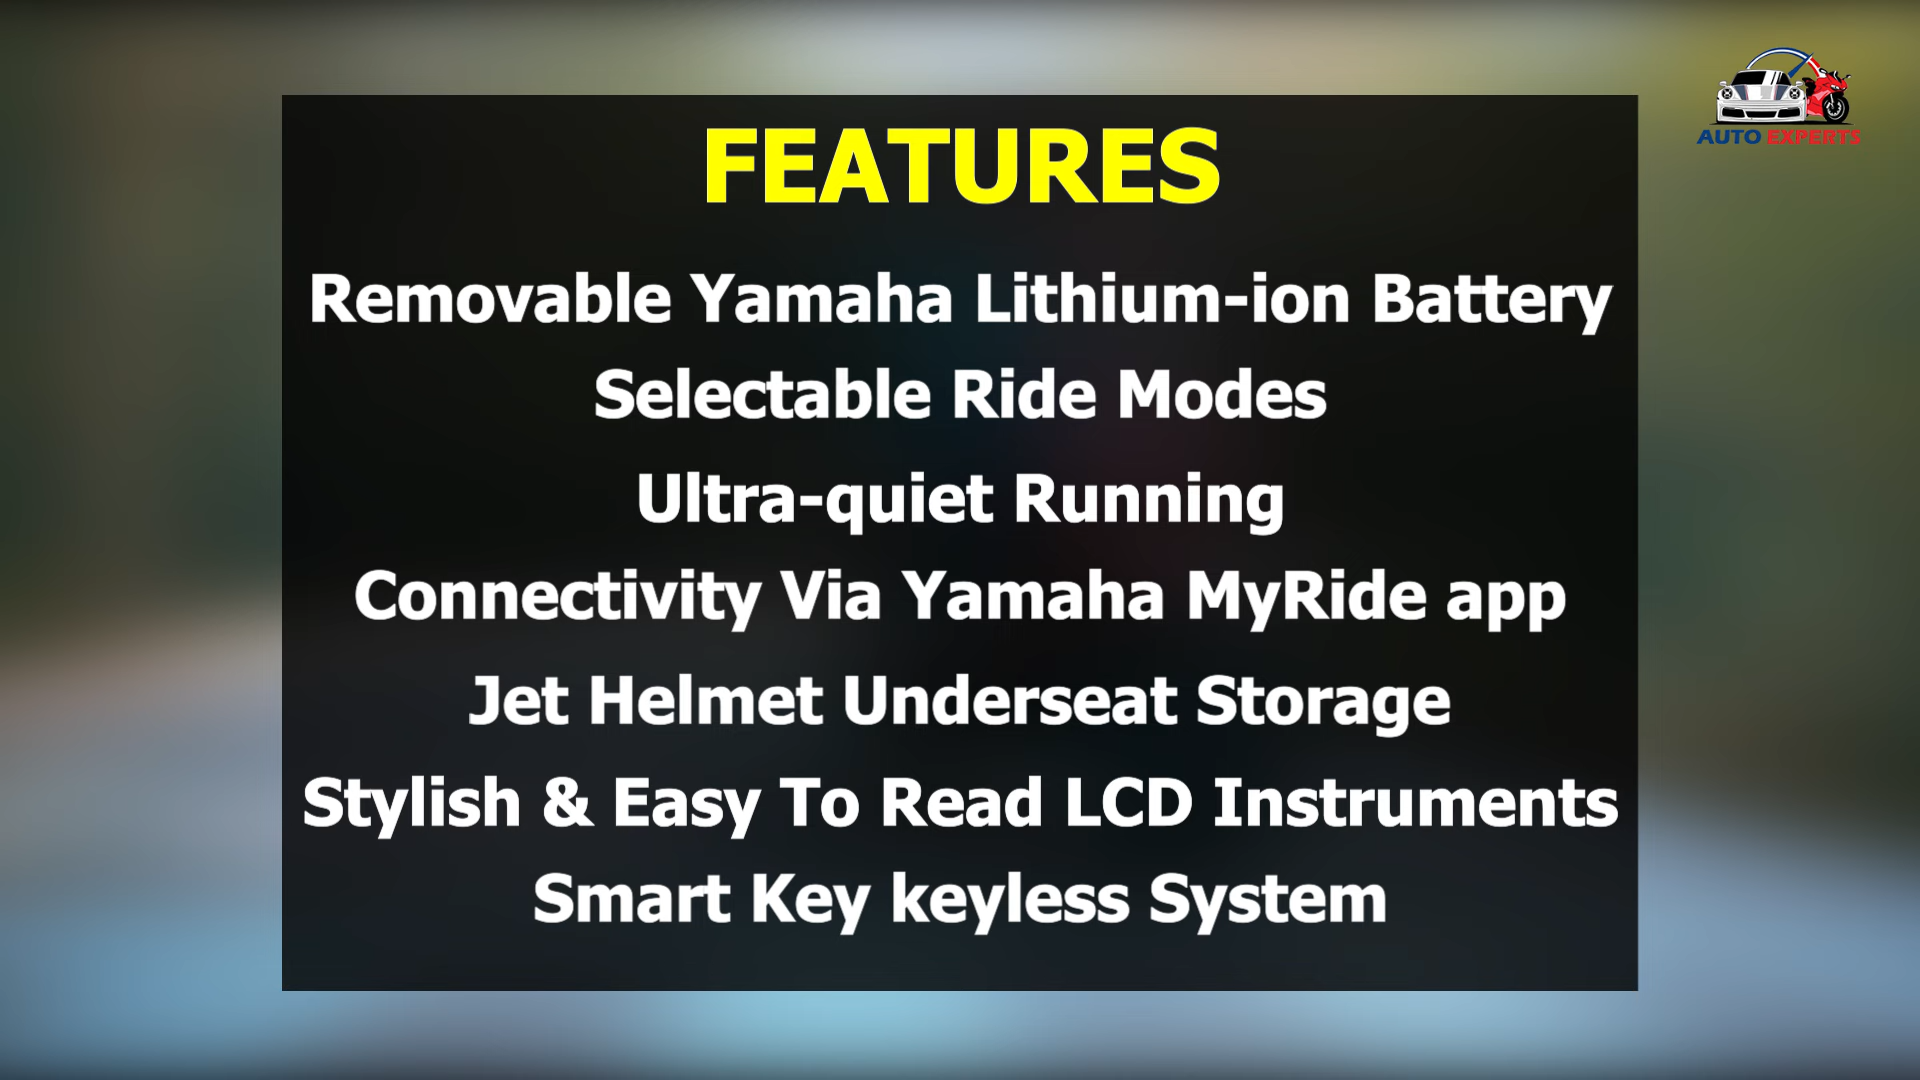 AUTO EXPERTS
FEATURES
Removable Yamaha Lithium-ion Battery
Selectable Ride Modes
Ultra-quiet Running
Connectivity Via Yamaha MyRide app
Jet Helmet Underseat Storage
Stylish & Easy To Read LCD Instruments
Smart Key keyless System